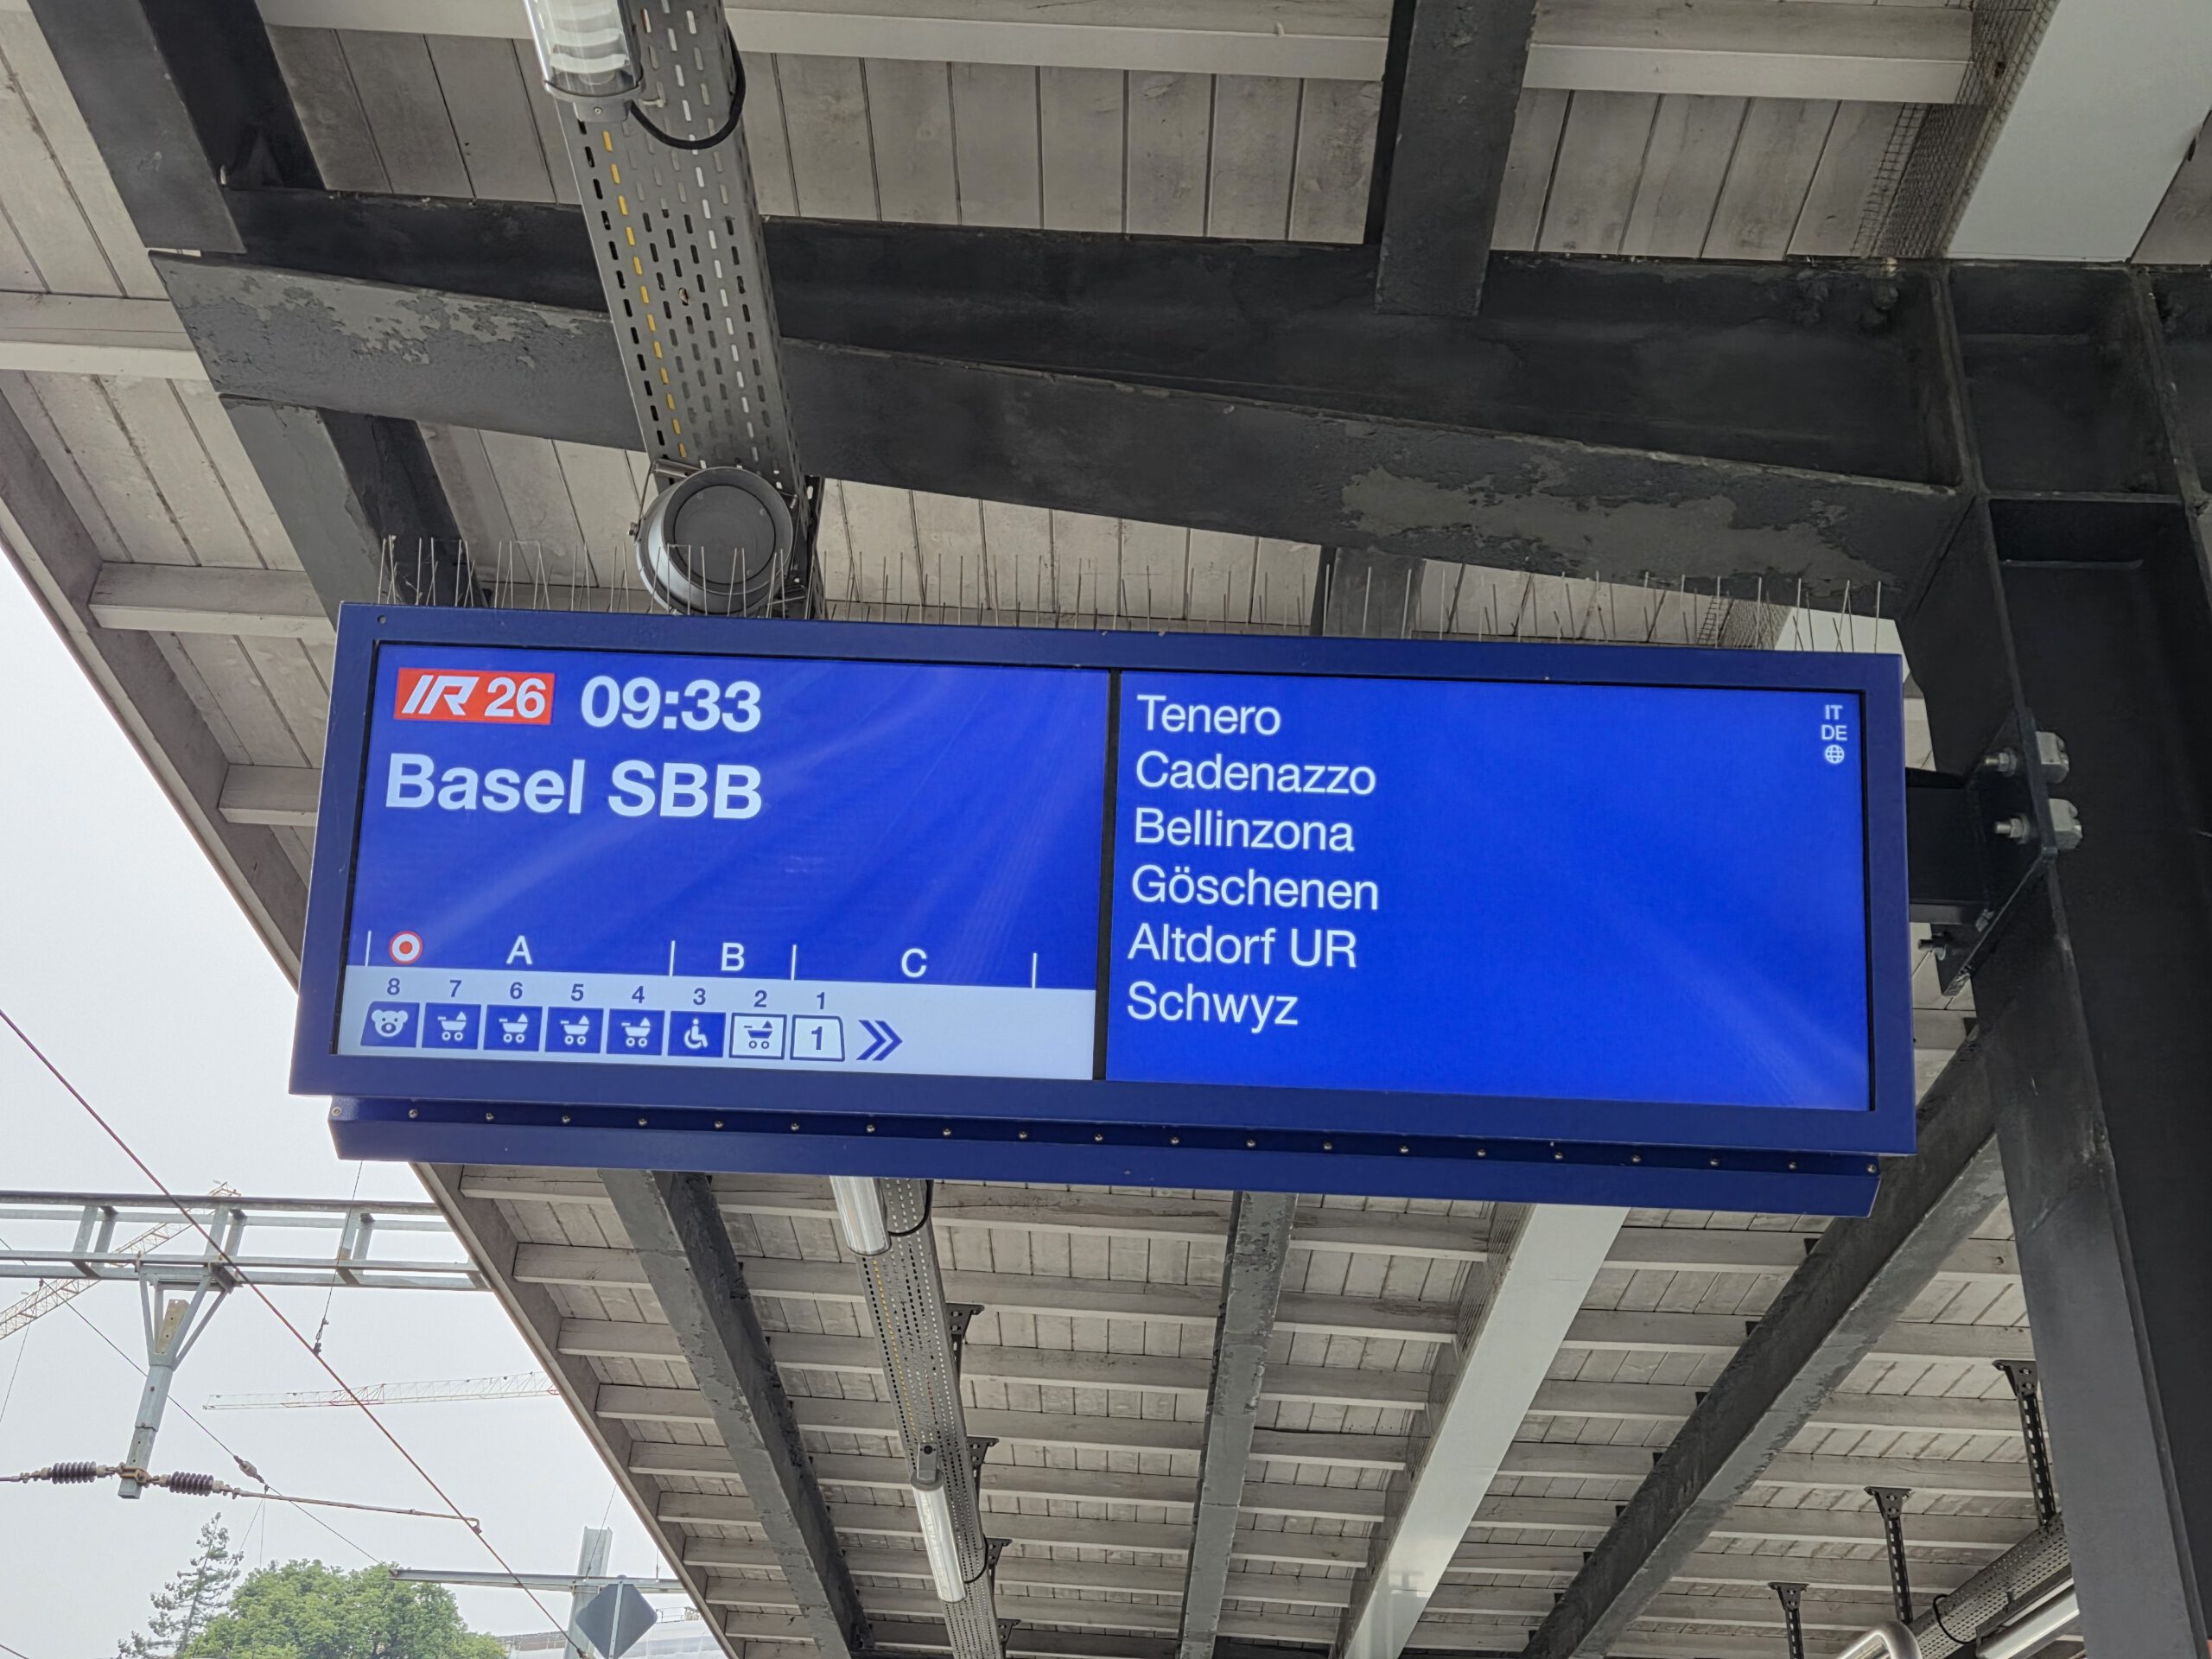 IR 26 09:33
Basel SBB
A B C
8 7 6 5 4 3 2 1
1
Tenero
Cadenazzo
Bellinzona
Göschenen
Altdorf UR
Schwyz
IT
DE